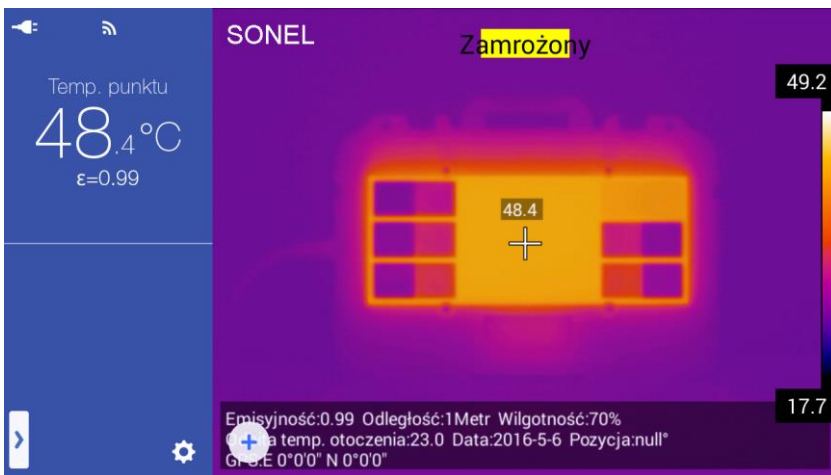 Temp. punktu
48.4°C
ε=0.99
SONEL
Zamrożony
49.2
48.4
17.7
Emisyjność:0.99 Odległość:1Metr Wilgotność:70%
temp. otoczenia:23.0 Data:2016-5-6 Pozycja:null°
GPS:E 0°0'0" N 0°0'0"